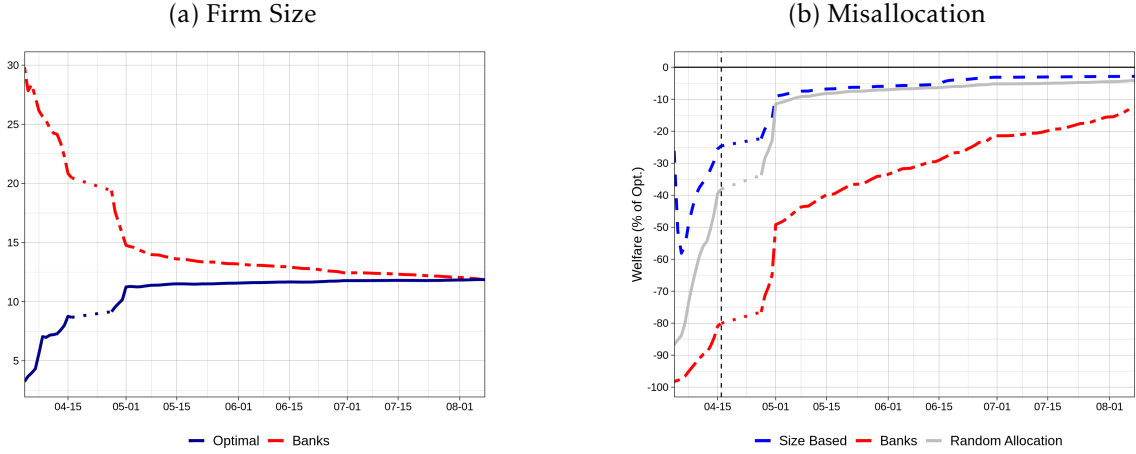 (a) Firm Size
30
25
20
15
10
5
04-15 05-01 05-15 06-01 06-15 07-01 07-15 08-01
Optimal Banks
(b) Misallocation
Welfare (% of Opt.)
0
-10
-20
-30
-40
-50
-60
-70
-80
-90
-100
04-15 05-01 05-15 06-01 06-15 07-01 07-15 08-01
Size Based Banks Random Allocation